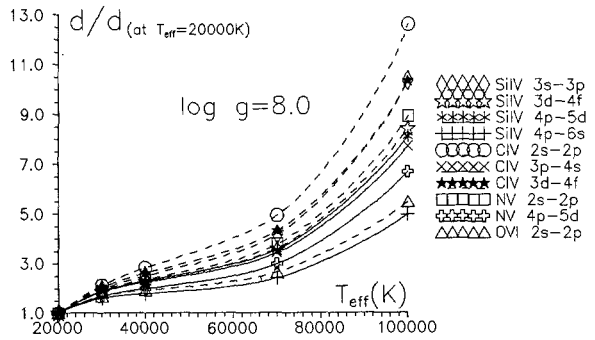 d/d(at Teff=20000K)
13.0
11.0
9.0
7.0
5.0
3.0
1.0
log g=8.0
SiIV 3s-3p
SiIV 3d-4f
SiIV 4p-5d
SiIV 4p-6s
CIV 2s-2p
CIV 3p-4s
CIV 3d-4f
NV 2s-2p
NV 4p-5d
OVI 2s-2p
Teff(K)
20000 40000 60000 80000 100000